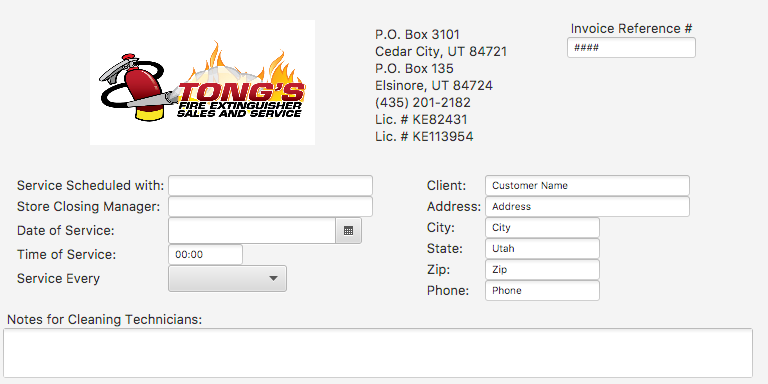 TONG'S
FIRE EXTINGUISHER
SALES AND SERVICE
P.O. Box 3101
Cedar City, UT 84721
P.O. Box 135
Elsinore, UT 84724
(435) 201-2182
Lic. # KE82431
Lic. # KE113954
Invoice Reference #
####
Service Scheduled with:
Store Closing Manager:
Date of Service:
Time of Service: 00:00
Service Every
Client: Customer Name
Address: Address
City: City
State: Utah
Zip: Zip
Phone: Phone
Notes for Cleaning Technicians: